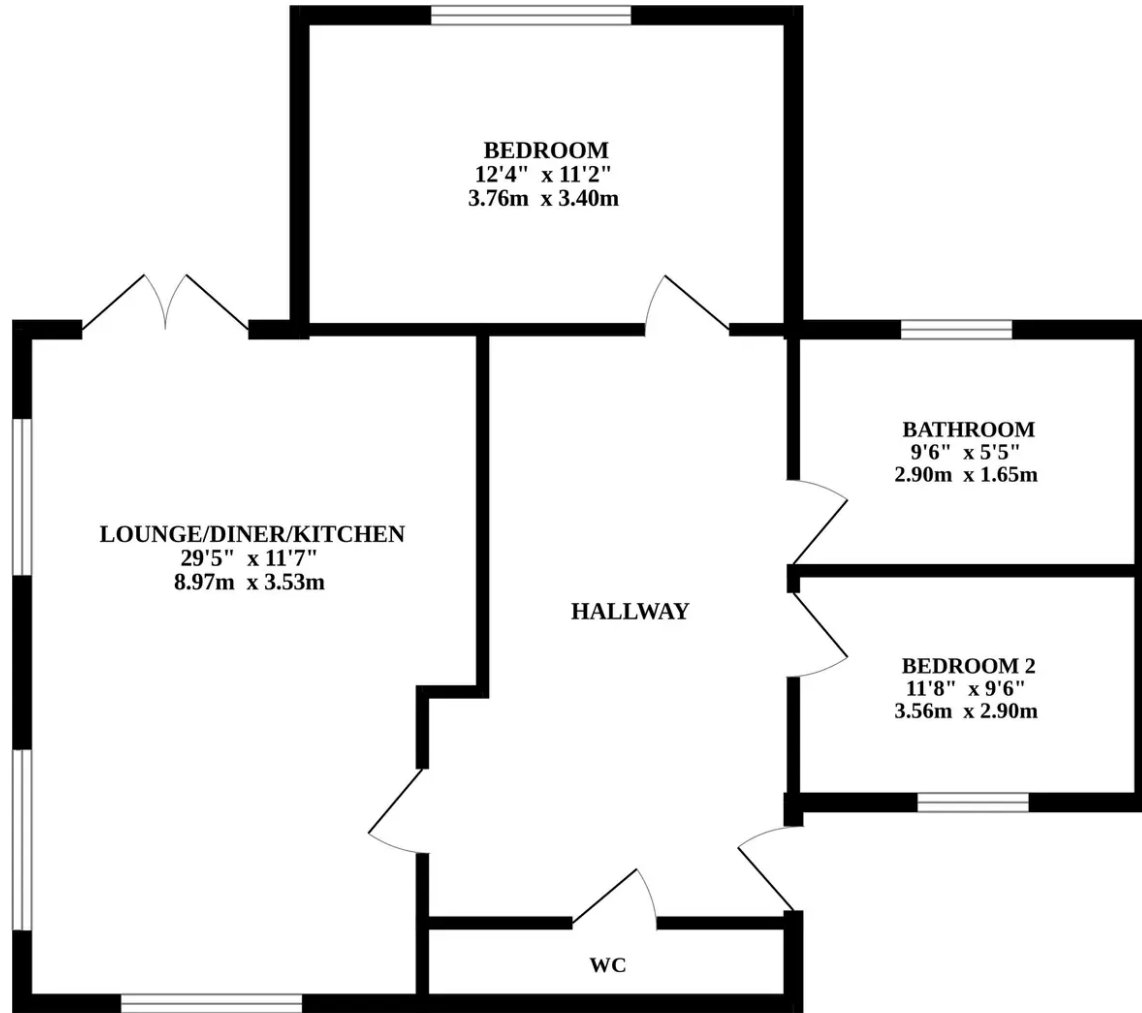 BEDROOM
12'4" x 11'2"
3.76m x 3.40m
LOUNGE/DINER/KITCHEN
29'5" x 11'7"
8.97m x 3.53m
HALLWAY
BATHROOM
9'6" x 5'5"
2.90m x 1.65m
BEDROOM 2
11'8" x 9'6"
3.56m x 2.90m
WC